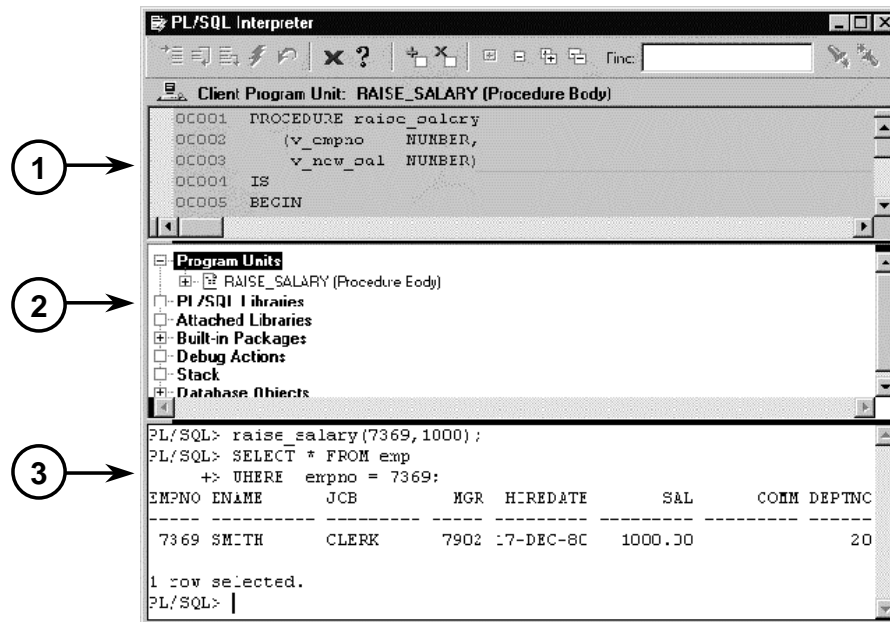 PL/SQL Interpreter
Find:
Client Program Unit: RAISE_SALARY (Procedure Body)
00001 PROCEDURE raise_salary
00002 (v_empno NUMBER,
00003 v_new_sal NUMBER)
00004 IS
00005 BEGIN
1
Program Units
RAISE_SALARY (Procedure Body)
PL/SQL Libraries
Attached Libraries
Built-in Packages
Debug Actions
Stack
Database Objects
2
PL/SQL> raise_salary(7369,1000);
PL/SQL> SELECT * FROM emp
+> WHERE empno = 7369;
EMPNO ENAME JOB MGR HIREDATE SAL COMM DEPTNO
----- ---------- --------- ----- --------- --------- --------- ------
7369 SMITH CLERK 7902 17-DEC-80 1000.00 20
1 row selected.
PL/SQL>
3